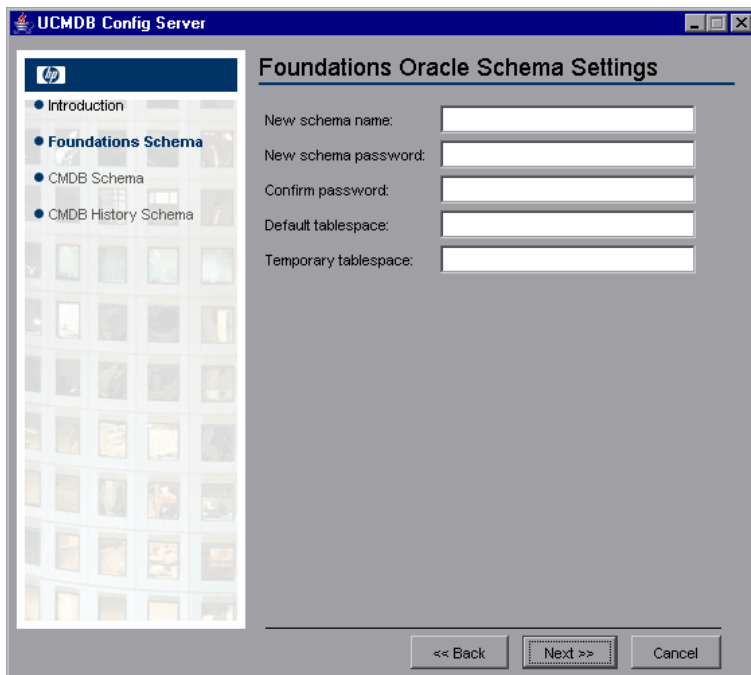 UCMDB Config Server
hp
Introduction
Foundations Schema
CMDB Schema
CMDB History Schema
Foundations Oracle Schema Settings
New schema name:
New schema password:
Confirm password:
Default tablespace:
Temporary tablespace:
<< Back
Next >>
Cancel